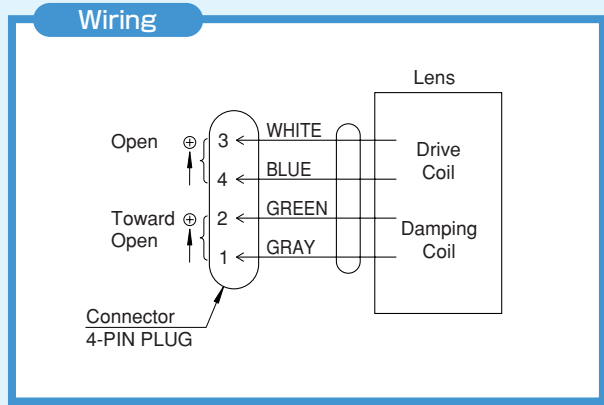 Wiring
Lens
Open ⊕ 3 WHITE
Drive
Coil
4 BLUE
Toward
Open ⊕ 2 GREEN
Damping
Coil
1 GRAY
Connector
4-PIN PLUG